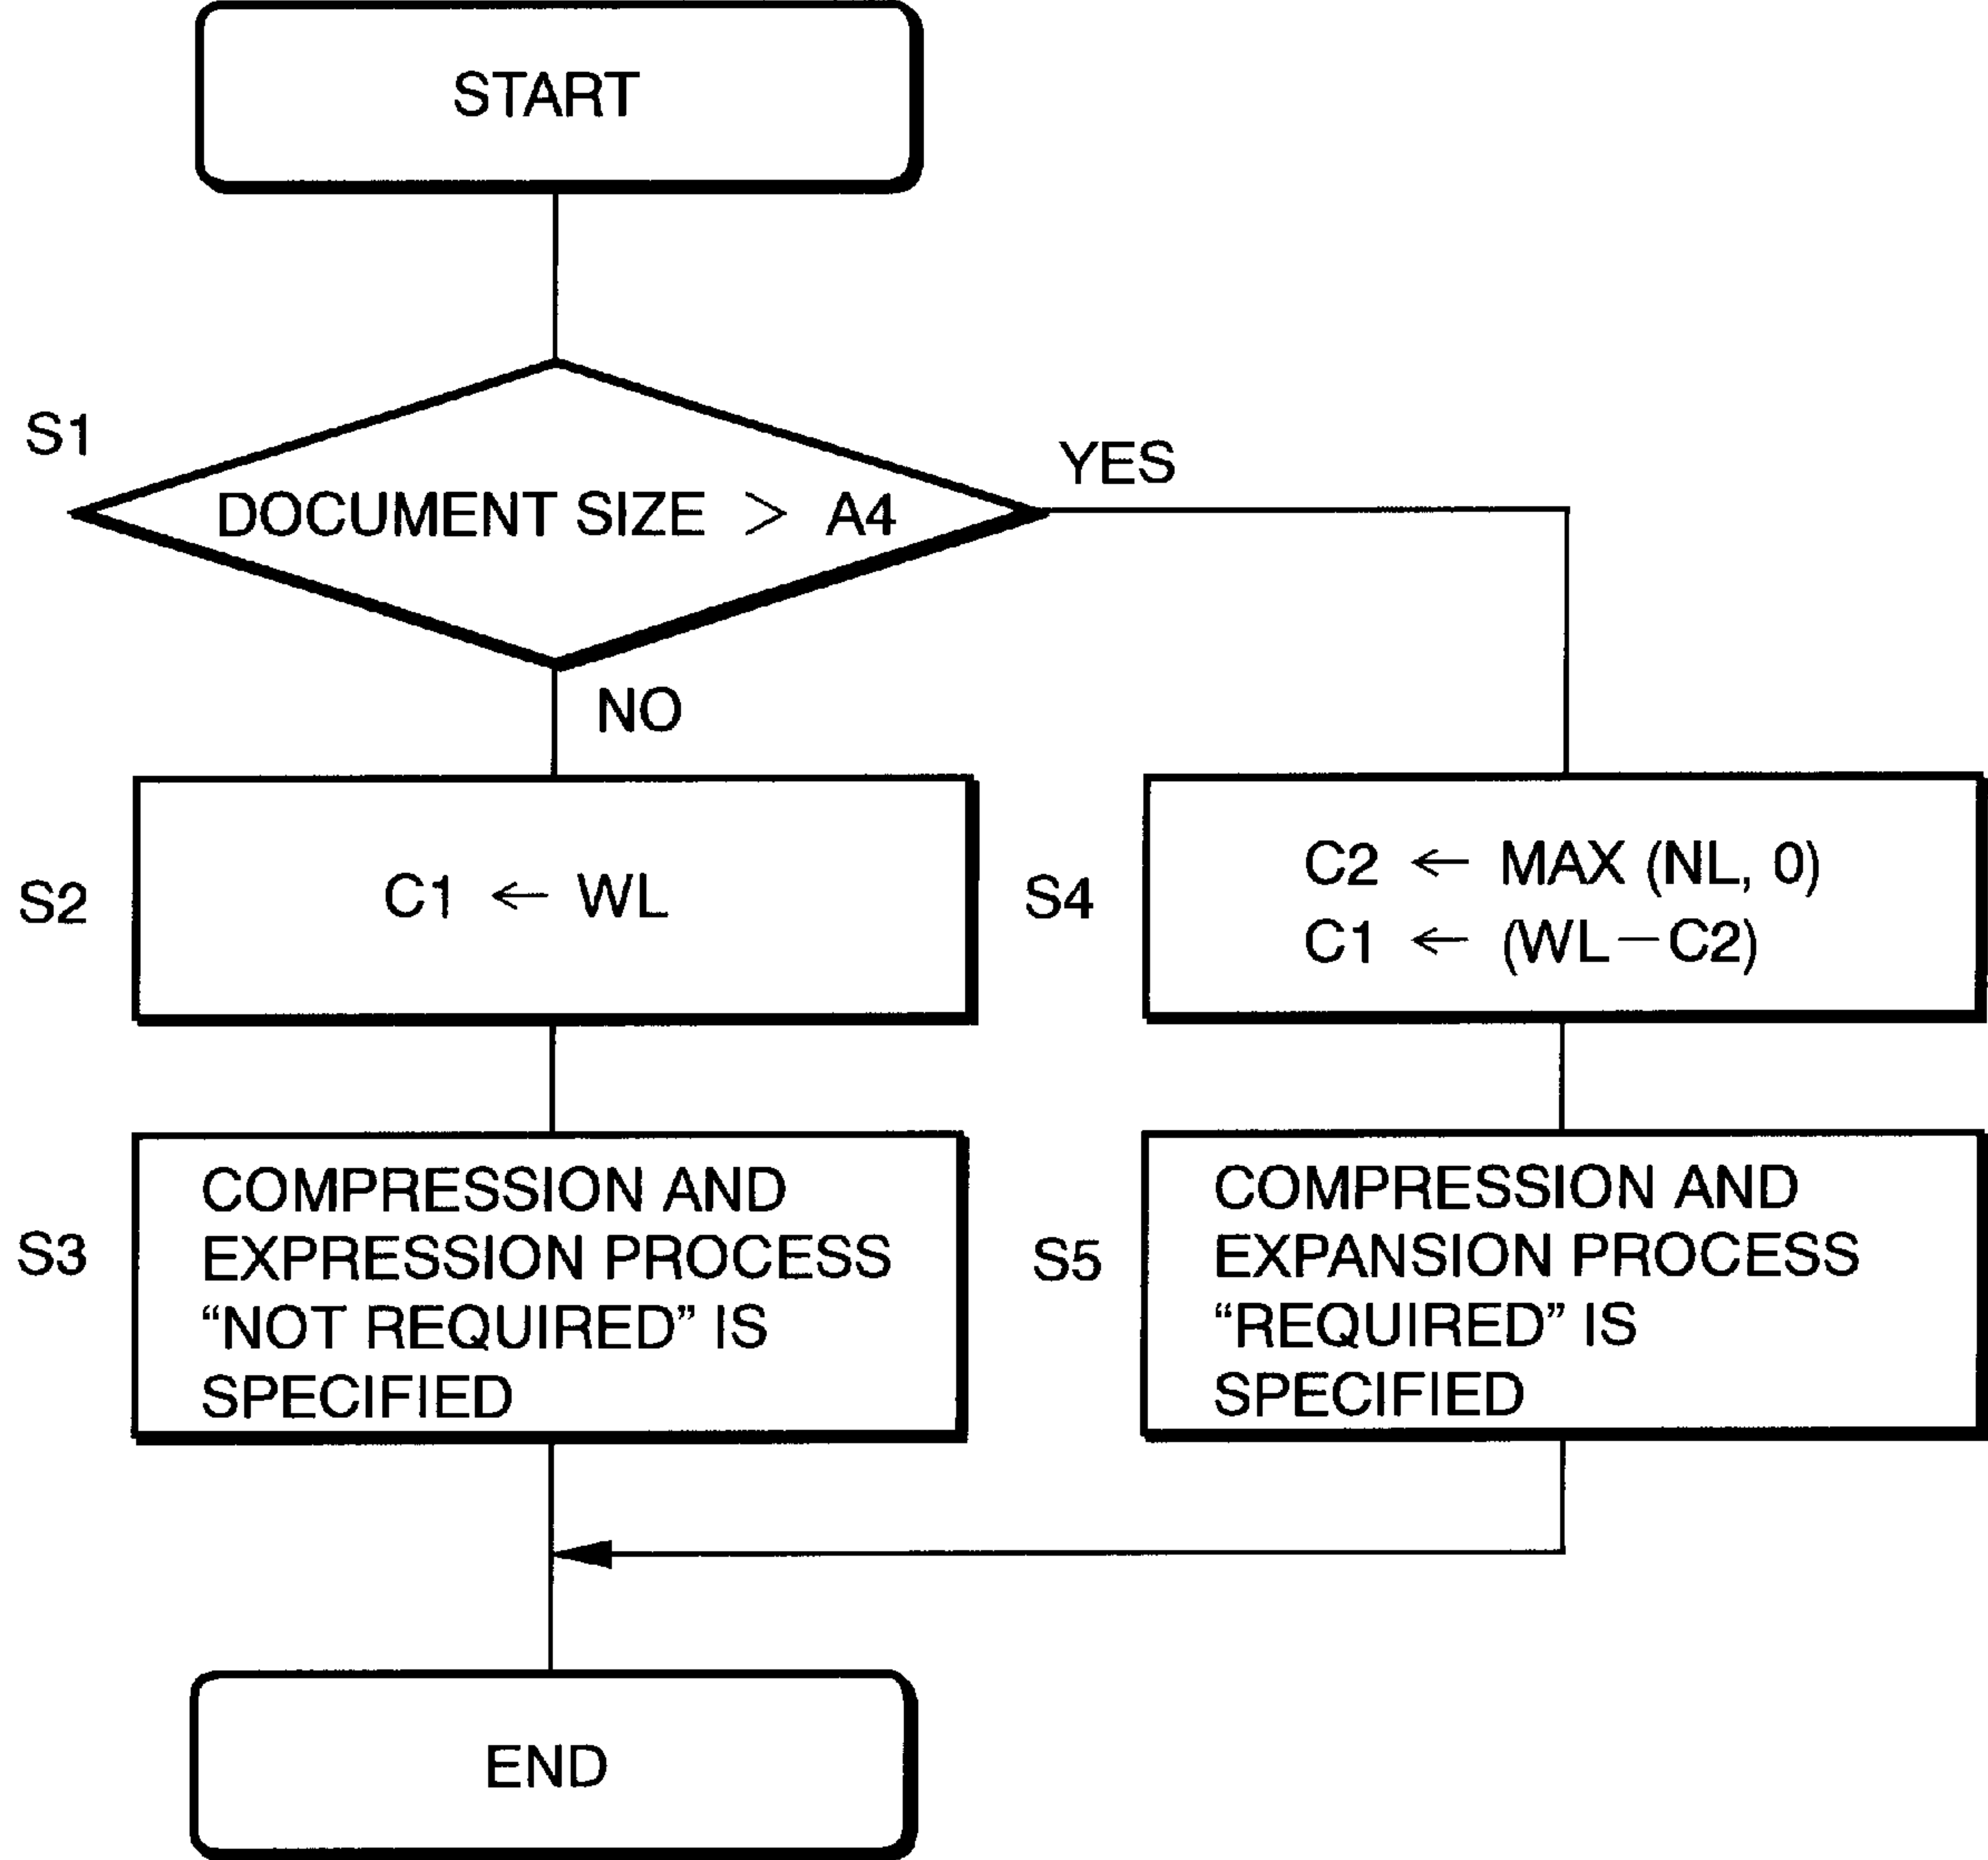 START
S1
DOCUMENT SIZE > A4
YES
NO
S2
C1 ← WL
S3
COMPRESSION AND
EXPRESSION PROCESS
“NOT REQUIRED” IS
SPECIFIED
S4
C2 ← MAX (NL, 0)
C1 ← (WL－C2)
S5
COMPRESSION AND
EXPANSION PROCESS
“REQUIRED” IS
SPECIFIED
END